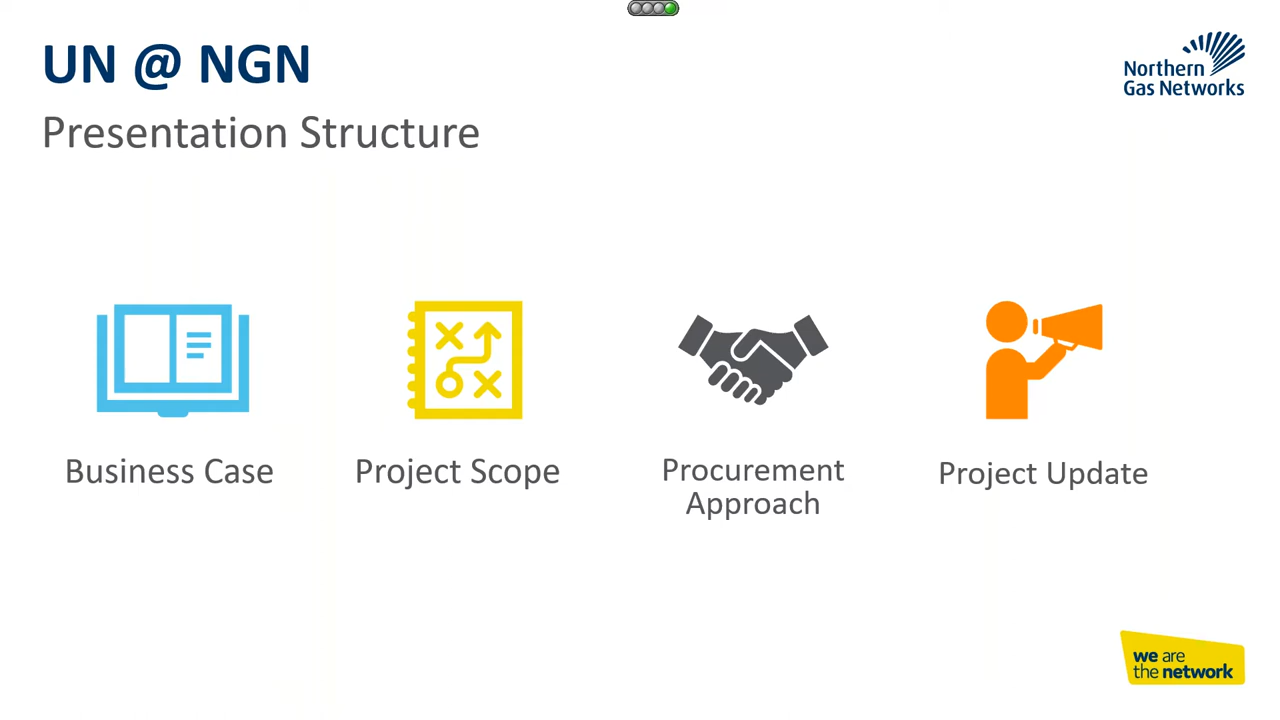 UN @ NGN
Northern
Gas Networks
Presentation Structure
Business Case
Project Scope
Procurement
Approach
Project Update
we are
the network